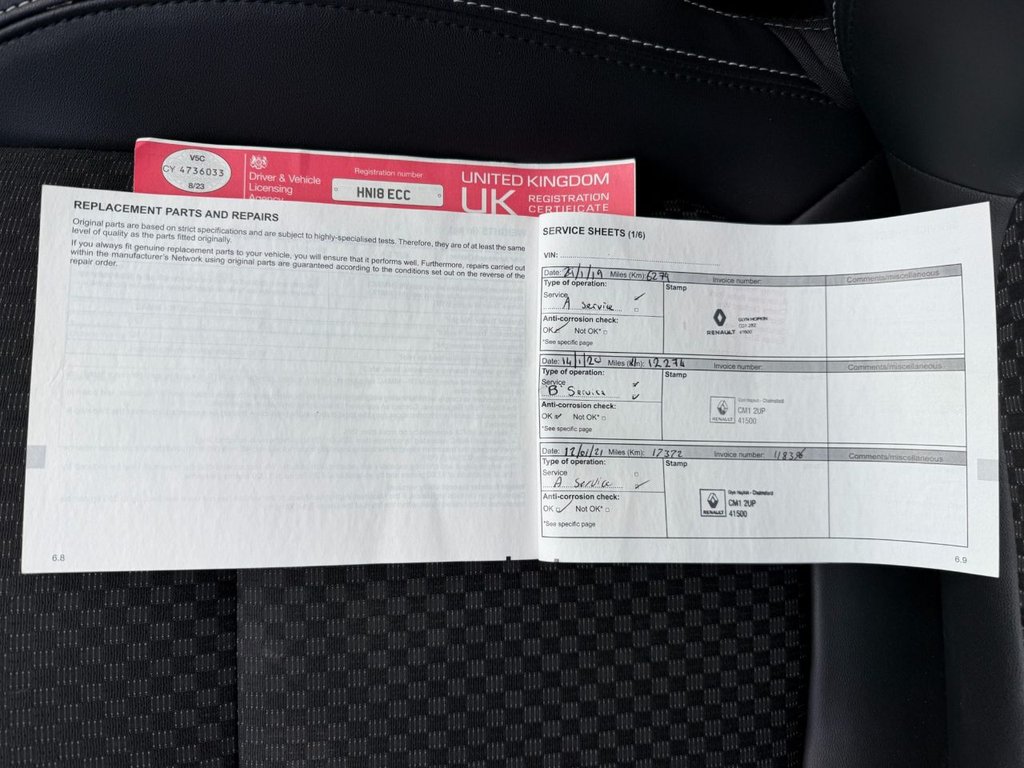 V5C
CY 4736033
8/23
Driver & Vehicle
Licensing
Agency
Registration number
HN18 ECC
UNITED KINGDOM
UK REGISTRATION
CERTIFICATE
REPLACEMENT PARTS AND REPAIRS
Original parts are based on strict specifications and are subject to highly-specialised tests. Therefore, they are of at least the same
level of quality as the parts fitted originally.
If you always fit genuine replacement parts to your vehicle, you will ensure that it performs well. Furthermore, repairs carried out
within the manufacturer's Network using original parts are guaranteed according to the conditions set out on the reverse of the
repair order.
6.8
SERVICE SHEETS (1/6)
VIN:
Date: 21/1/19 Miles (Km): 6279 Invoice number: Comments/miscellaneous
Type of operation: Stamp
Service
A service
Anti-corrosion check:
OK Not OK*
*See specific page
RENAULT 41500
Date: 14/1/20 Miles (Km): 12274 Invoice number: Comments/miscellaneous
Type of operation: Stamp
Service
B Service
Anti-corrosion check:
OK Not OK*
*See specific page
Glyn Hopkin - Chelmsford
CM1 2UP
RENAULT 41500
Date: 12/01/21 Miles (Km): 17372 Invoice number: Comments/miscellaneous
Type of operation: Stamp
Service
A Service
Anti-corrosion check:
OK Not OK*
*See specific page
Glyn Hopkin - Chelmsford
CM1 2UP
RENAULT 41500
6.9